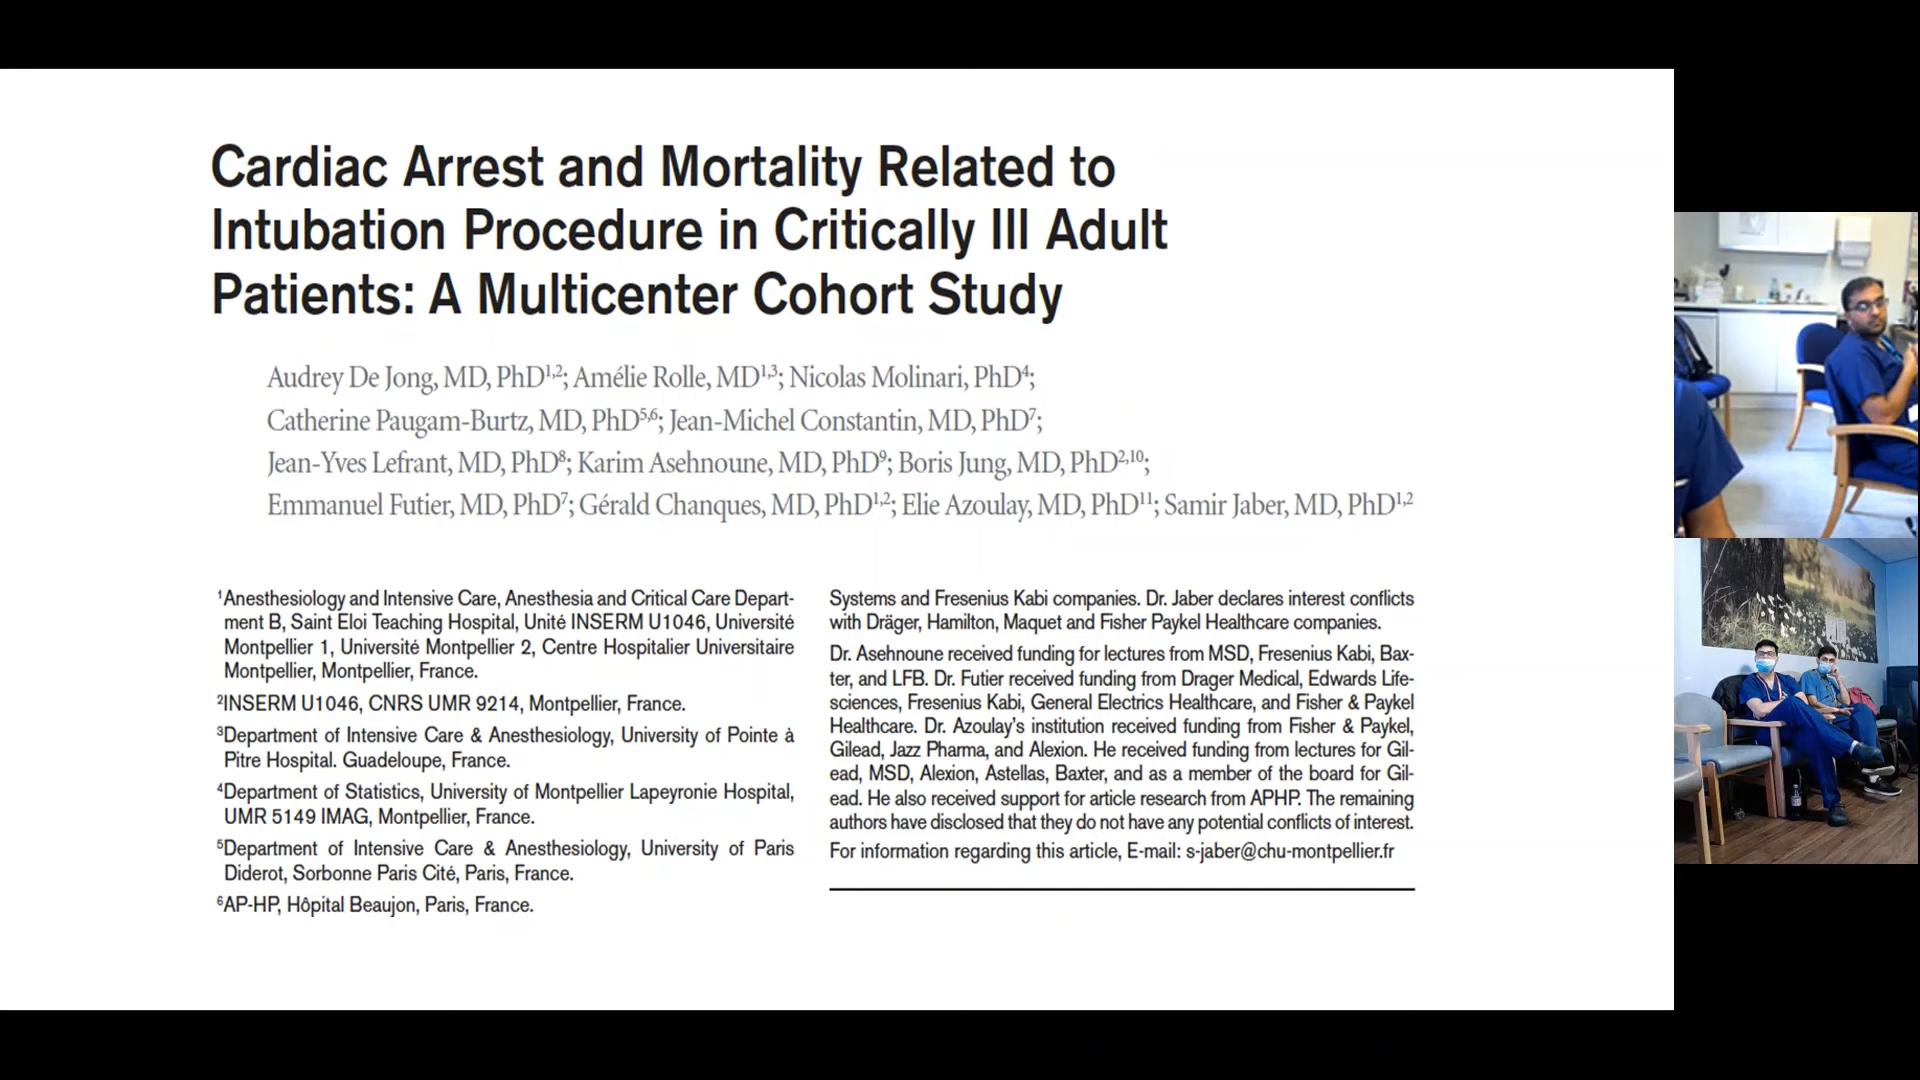 Cardiac Arrest and Mortality Related to
Intubation Procedure in Critically Ill Adult
Patients: A Multicenter Cohort Study
Audrey De Jong, MD, PhD1,2; Amélie Rolle, MD1,3; Nicolas Molinari, PhD4;
Catherine Paugam-Burtz, MD, PhD5,6; Jean-Michel Constantin, MD, PhD7;
Jean-Yves Lefrant, MD, PhD8; Karim Asehnoune, MD, PhD9; Boris Jung, MD, PhD2,10;
Emmanuel Futier, MD, PhD7; Gérald Chanques, MD, PhD1,2; Elie Azoulay, MD, PhD11; Samir Jaber, MD, PhD1,2
1Anesthesiology and Intensive Care, Anesthesia and Critical Care Depart-
ment B, Saint Eloi Teaching Hospital, Unité INSERM U1046, Université
Montpellier 1, Université Montpellier 2, Centre Hospitalier Universitaire
Montpellier, Montpellier, France.
2INSERM U1046, CNRS UMR 9214, Montpellier, France.
3Department of Intensive Care & Anesthesiology, University of Pointe à
Pitre Hospital. Guadeloupe, France.
4Department of Statistics, University of Montpellier Lapeyronie Hospital,
UMR 5149 IMAG, Montpellier, France.
5Department of Intensive Care & Anesthesiology, University of Paris
Diderot, Sorbonne Paris Cité, Paris, France.
6AP-HP, Hôpital Beaujon, Paris, France.
Systems and Fresenius Kabi companies. Dr. Jaber declares interest conflicts
with Dräger, Hamilton, Maquet and Fisher Paykel Healthcare companies.
Dr. Asehnoune received funding for lectures from MSD, Fresenius Kabi, Bax-
ter, and LFB. Dr. Futier received funding from Drager Medical, Edwards Life-
sciences, Fresenius Kabi, General Electrics Healthcare, and Fisher & Paykel
Healthcare. Dr. Azoulay's institution received funding from Fisher & Paykel,
Gilead, Jazz Pharma, and Alexion. He received funding from lectures for Gil-
ead, MSD, Alexion, Astellas, Baxter, and as a member of the board for Gil-
ead. He also received support for article research from APHP. The remaining
authors have disclosed that they do not have any potential conflicts of interest.
For information regarding this article, E-mail: s-jaber@chu-montpellier.fr